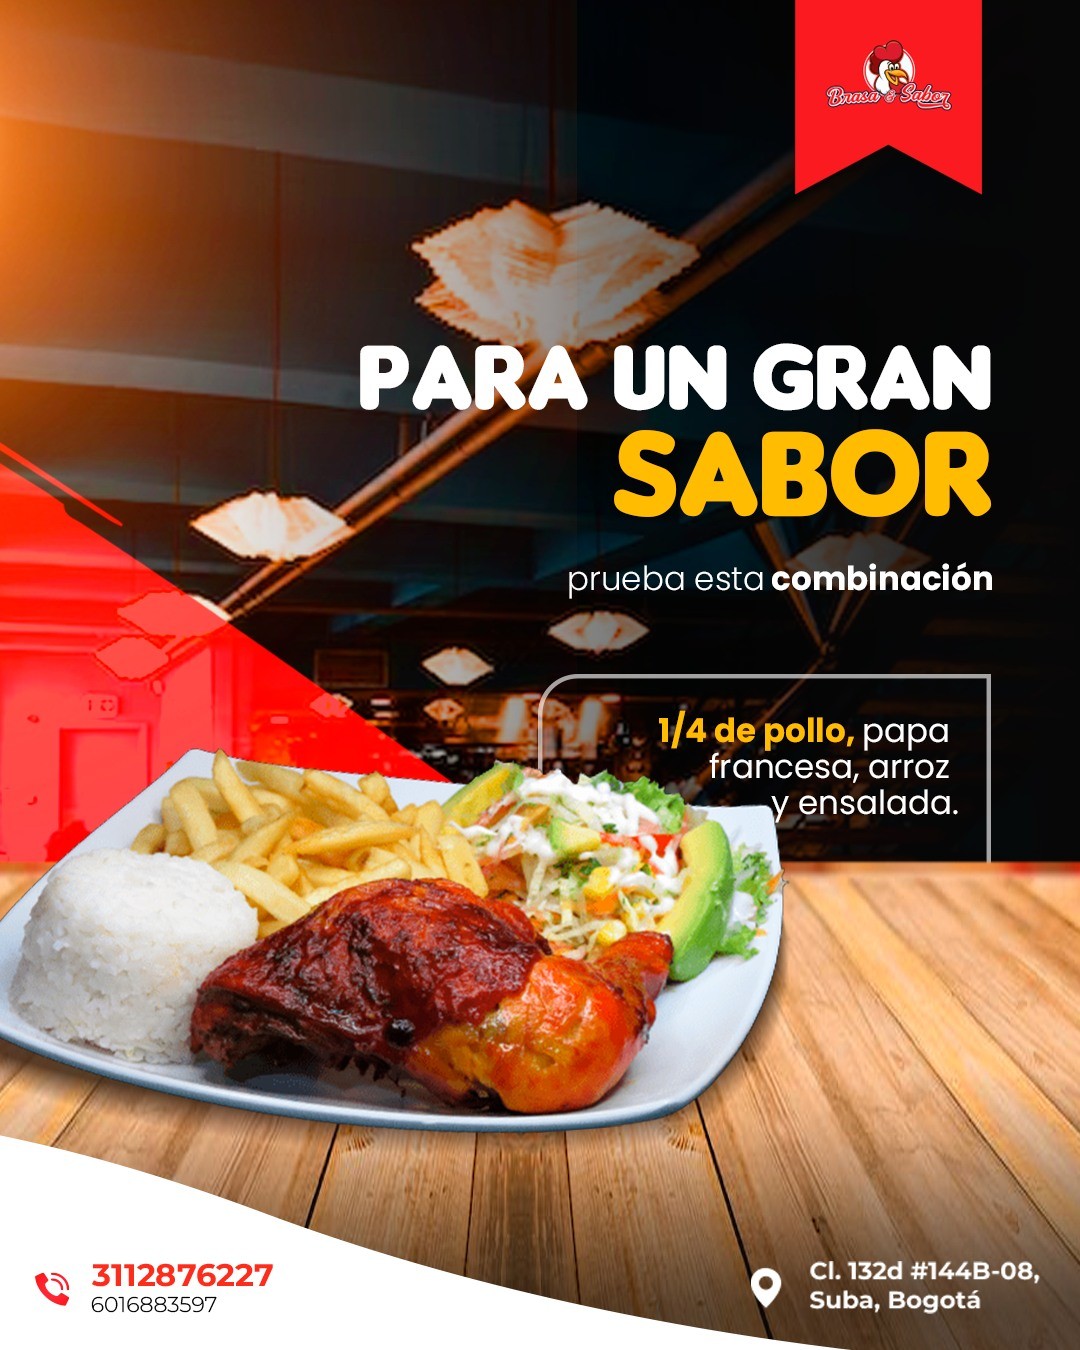 Brasa & Sabor
PARA UN GRAN
SABOR
prueba esta combinación
1/4 de pollo, papa
francesa, arroz
y ensalada.
3112876227
6016883597
Cl. 132d #144B-08,
Suba, Bogotá